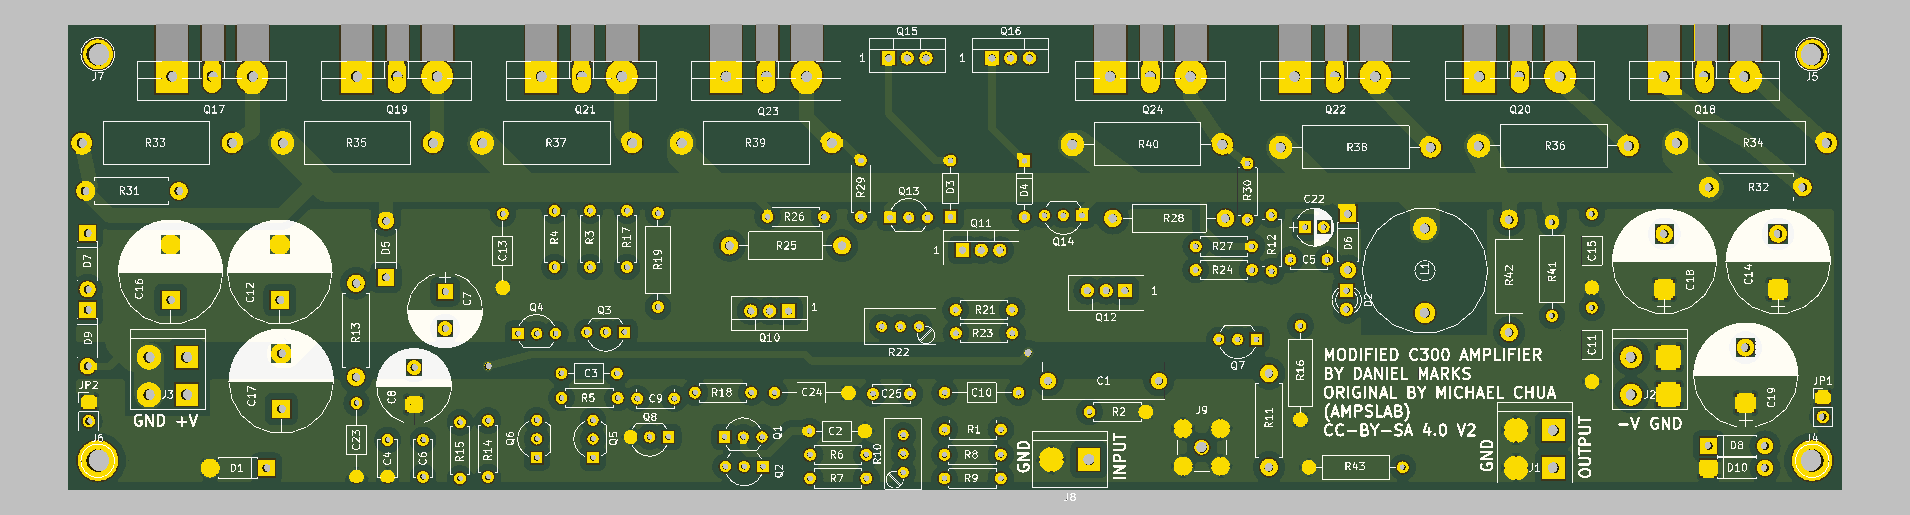 Q15 Q16
1 1
J7 J5
Q17 Q19 Q21 Q23 Q24 Q22 Q20 Q18
R33 R35 R37 R39 R40 R38 R36 R34
R31 R29 D3 D4 R30 R32
Q13 Q11 Q14 C22
R26 R28
D7 C16 C12 D5 C13 R4 R3 R17 R19 R25 1 R27 R24 R12 + C5 D6 L1 R42 R41 C15 C18 C14
D9 R13 + C7 Q4 Q3 Q10 1 R22 R21 R23 Q12 1 Q7 D2 C11
JP2 J3 C17 C8 C3 R5 C9 R18 C24 C25 C10 C1 R2 R16 J2 C19 JP1
MODIFIED C300 AMPLIFIER
BY DANIEL MARKS
ORIGINAL BY MICHAEL CHUA
(AMPSLAB)
CC-BY-SA 4.0 V2
GND +V
-V GND
J6 C23 C4 C6 R15 R14 Q6 Q5 Q8 Q1 Q2 C2 R6 R7 R10 R1 R8 R9 GND INPUT J9 R11 R43 GND J1 OUTPUT D8 D10 J4
D1
J8